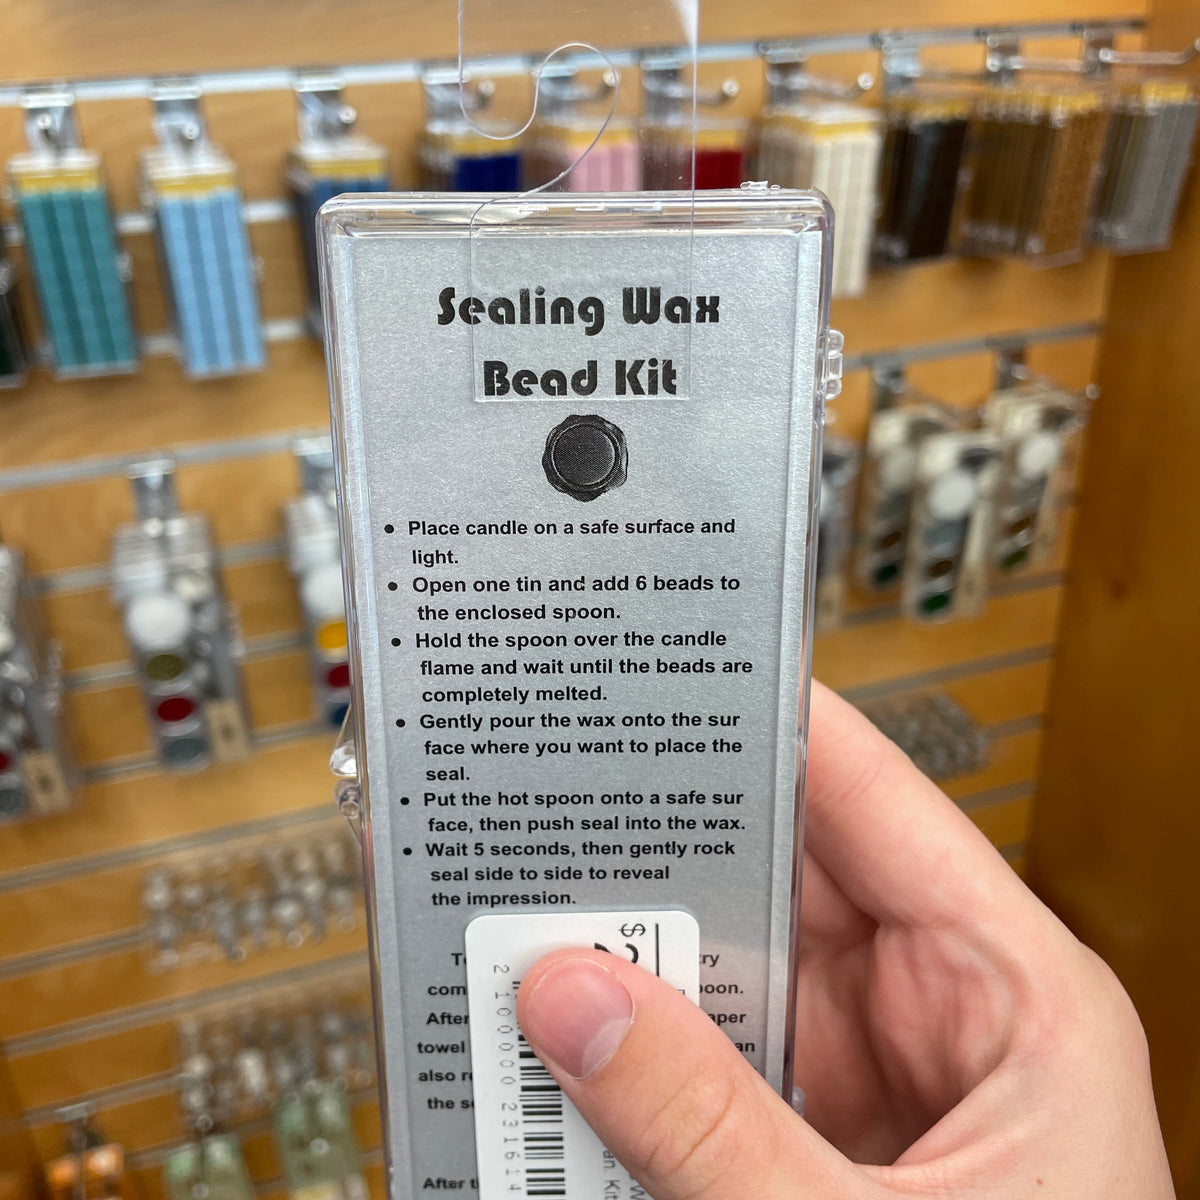 Sealing Wax
Bead Kit
• Place candle on a safe surface and
light.
• Open one tin and add 6 beads to
the enclosed spoon.
• Hold the spoon over the candle
flame and wait until the beads are
completely melted.
• Gently pour the wax onto the sur
face where you want to place the
seal.
• Put the hot spoon onto a safe sur
face, then push seal into the wax.
• Wait 5 seconds, then gently rock
seal side to side to reveal
the impression.
com
After
towel
also
the
After
$
2 10000 231614
Kit